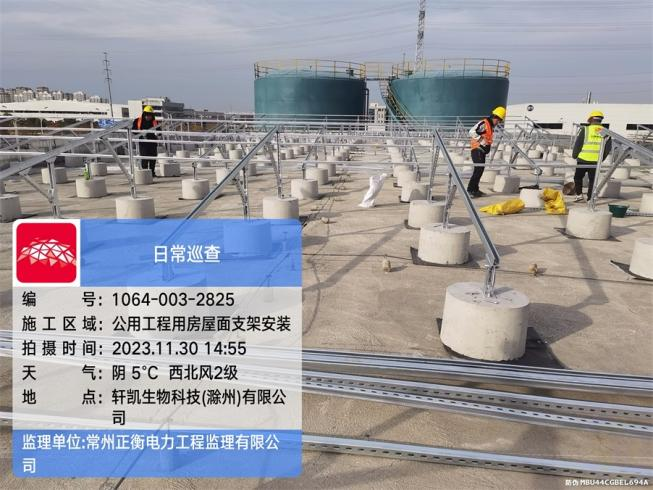 日常巡查
编 号：1064-003-2825
施工区域：公用工程用房屋面支架安装
拍摄时间：2023.11.30 14:55
天 气：阴 5°C 西北风2级
地 点：轩凯生物科技(滁州)有限公
司
监理单位:常州正衡电力工程监理有限公
司
防伪 MBU44CGBEL694A